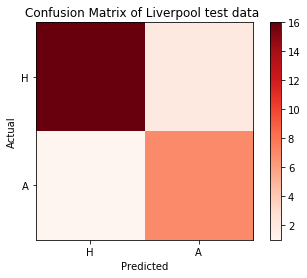 Confusion Matrix of Liverpool test data
H
A
Actual
H
A
Predicted
16
14
12
10
8
6
4
2